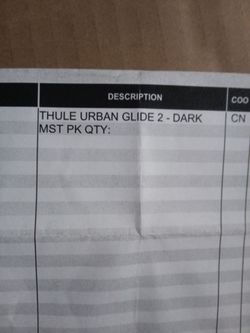 DESCRIPTION COO
THULE URBAN GLIDE 2 - DARK CN
MST PK QTY: